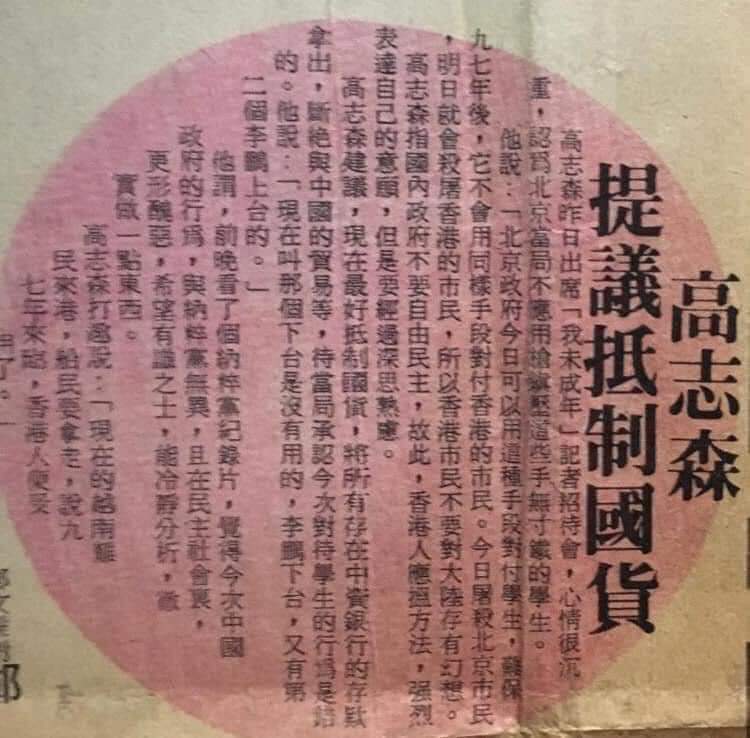 高志森
提議抵制國貨
高志森昨日出席「我未成年」記者招待會,心情很沉
重,認爲北京當局不應用槍鎮壓這些手無寸鐵的學生。
他說:「北京政府今日可以用這種手段對付學生,難保
九七年後,它不會用同樣手段對付香港的市民。今日屠殺北京市民
,明日就會殺屠香港的市民,所以香港市民不要對大陸存有幻想。
高志森指國內政府不要自由民主,故此,香港人應搵方法,强烈
表達自己的意願,但是要經過深思熟慮。
高志森建議,現在最好抵制國貨,將所有存在中資銀行的存款
拿出,斷絶與中國的貿易等,待當局承認今次對待學生的行爲是錯
的。他說:「現在叫那個下台是沒有用的,李鵬下台,又有第
二個李鵬上台的。」
他謂,前晚看了個納粹黨紀錄片,覺得今次中國
政府的行爲,與納粹黨無異,且在民主社會裏,
更形醜惡,希望有識之士,能冷靜分析,
實做一點東西。
高志森打趣說:「現在的越南難
民來港,船民要拿走,說九
七年來臨,香港人便要